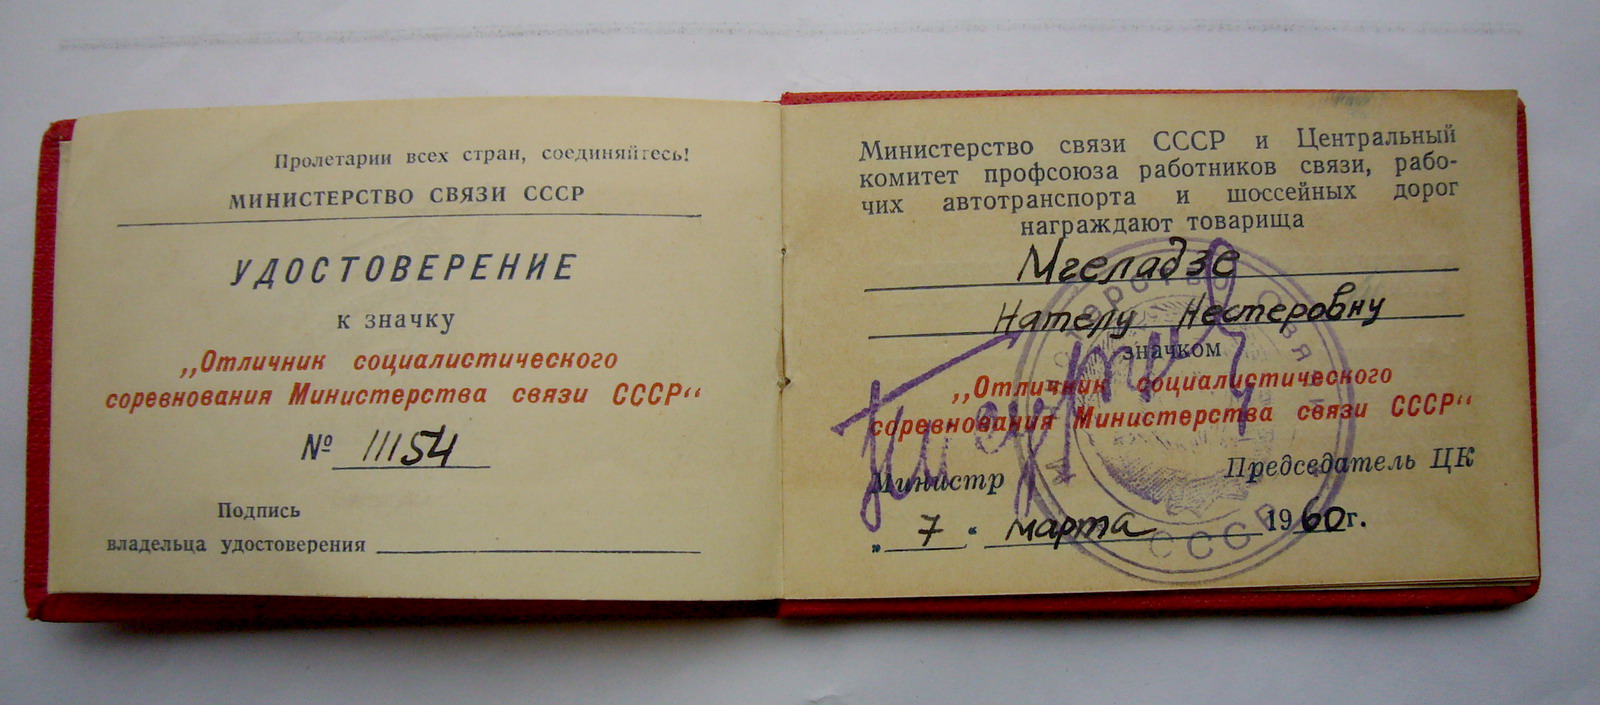 Пролетарии всех стран, соединяйтесь!
МИНИСТЕРСТВО СВЯЗИ СССР
УДОСТОВЕРЕНИЕ
к значку
„Отличник социалистического
соревнования Министерства связи СССР“
№ 11154
Подпись
владельца удостоверения
Министерство связи СССР и Центральный
комитет профсоюза работников связи, рабо-
чих автотранспорта и шоссейных дорог
награждают товарища
Мгеладзе
Нателу Нестеровну
значком
„Отличник социалистического
соревнования Министерства связи СССР“
Министр Председатель ЦК
„ 7 “ марта 1960 г.
СССР